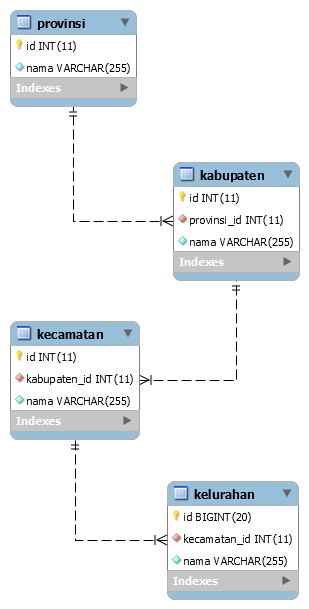 provinsi
id INT(11)
nama VARCHAR(255)
Indexes
kabupaten
id INT(11)
provinsi_id INT(11)
nama VARCHAR(255)
Indexes
kecamatan
id INT(11)
kabupaten_id INT(11)
nama VARCHAR(255)
Indexes
kelurahan
id BIGINT(20)
kecamatan_id INT(11)
nama VARCHAR(255)
Indexes